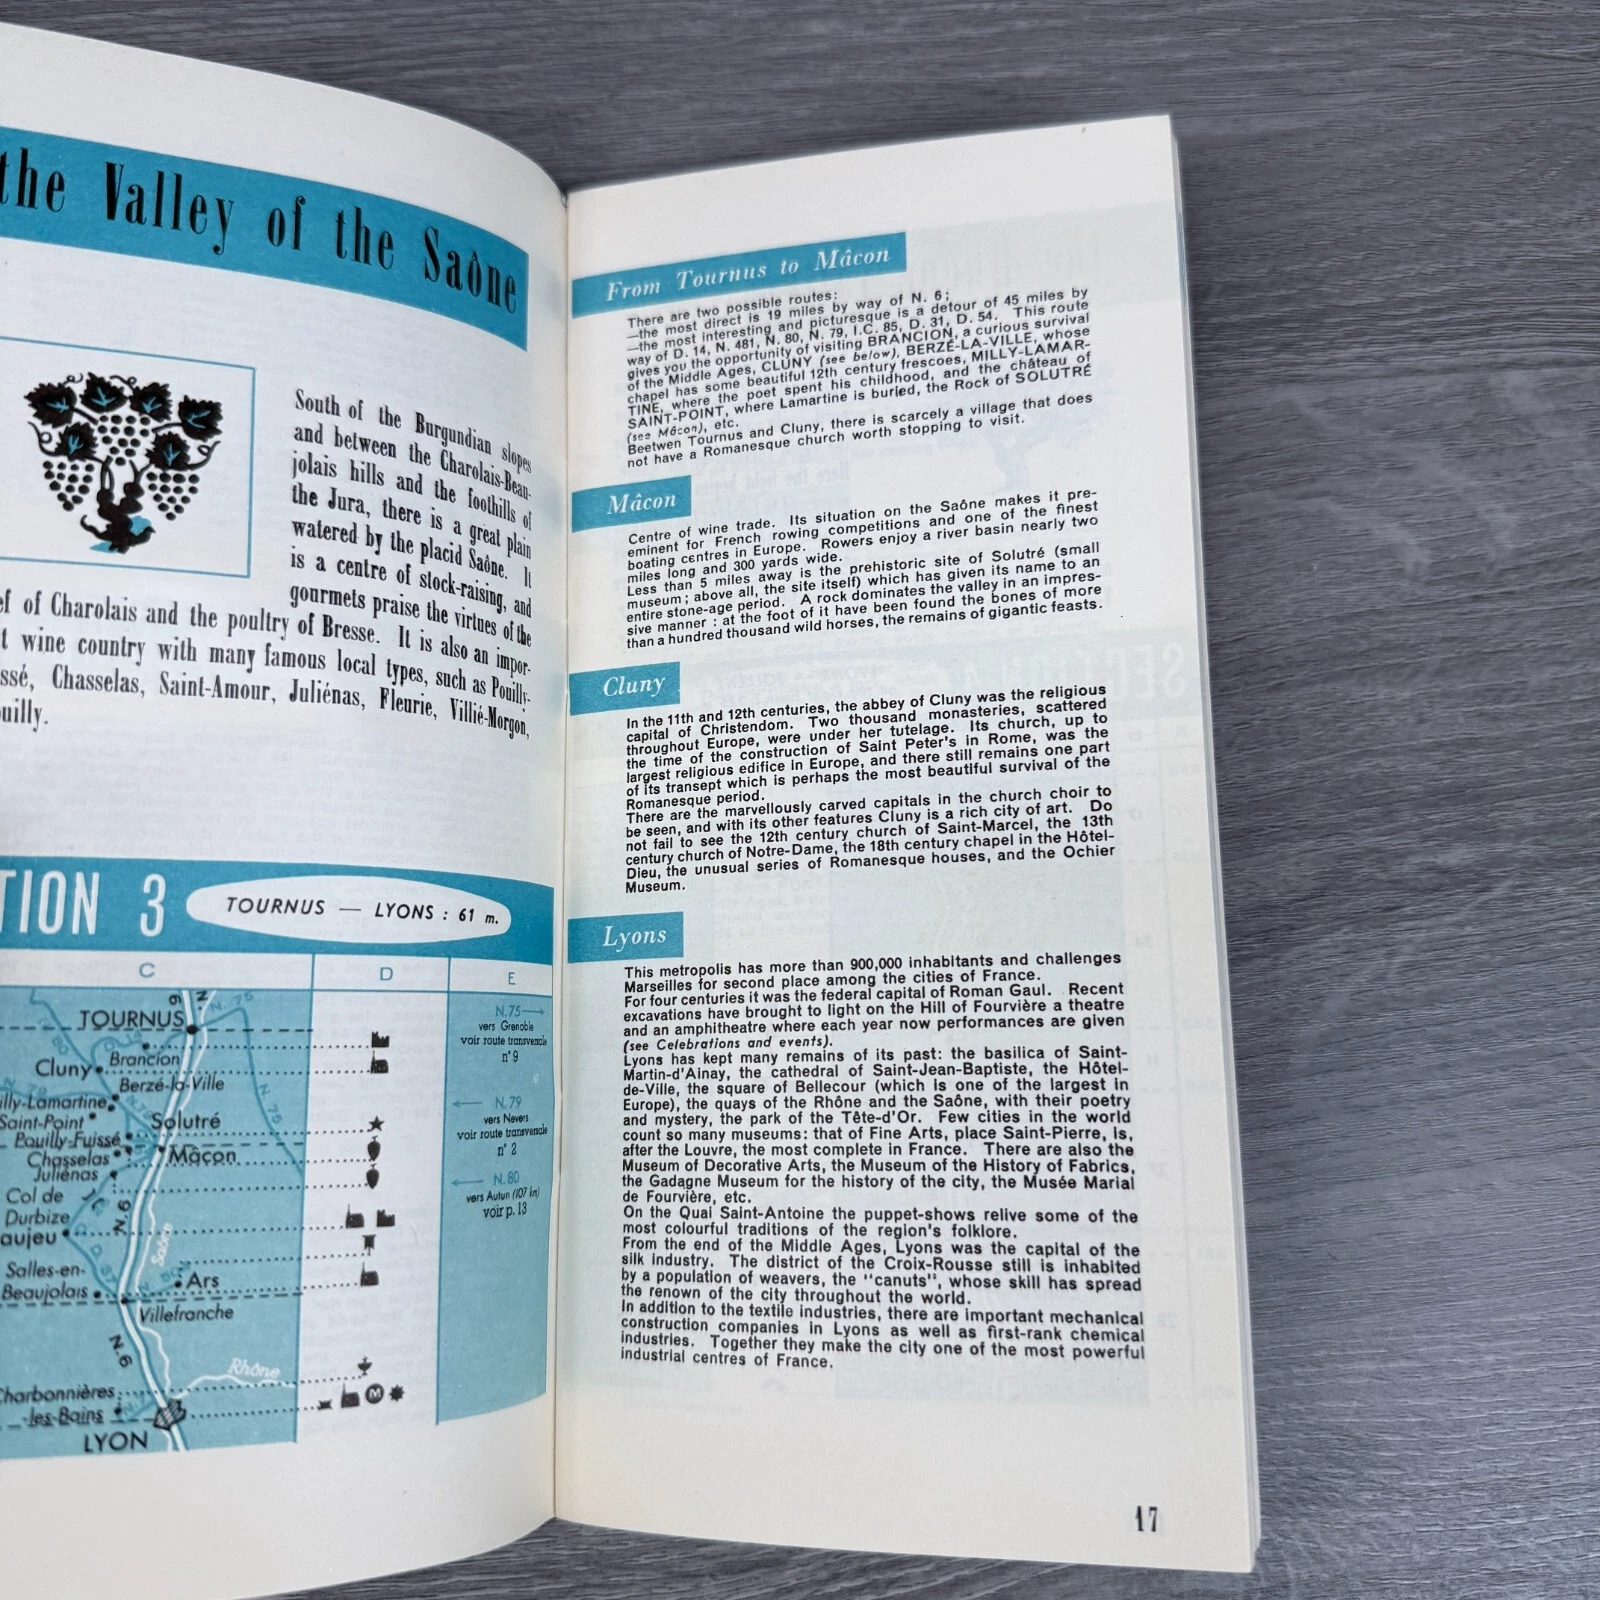 the Valley of the Saône
South of the Burgundian slopes
and between the Charolais-Beau-
jolais hills and the foothills of
the Jura, there is a great plain
watered by the placid Saône. It
is a centre of stock-raising, and
gourmets praise the virtues of the
of Charolais and the poultry of Bresse. It is also an impor-
wine country with many famous local types, such as Pouilly-
Chasselas, Saint-Amour, Juliénas, Fleurie, Villié-Morgon,
3
TOURNUS — LYONS : 61 m.
C D E
N. 6
N. 75
TOURNUS
Brancion
Cluny
Berzé-la-Ville
Saint-Point
Solutré
Pouilly-Fuissé
Chasselas
Mâcon
Juliénas
Col de
Durbize
N. 6
Saône
Salles-en-
Beaujolais
Ars
Villefranche
N. 6
Rhône
Charbonnières
-les-Bains
LYON
M
N. 75
vers Grenoble
voir route transversale
n° 9
N. 79
vers Nevers
voir route transversale
n° 2
N. 80
vers Autun (107 km)
voir p. 13
From Tournus to Mâcon
There are two possible routes:
—the most direct is 19 miles by way of N. 6;
—the most interesting and picturesque is a detour of 45 miles by
way of D. 14, N. 481, N. 80, N. 79, I.C. 85, D. 31, D. 54. This route
gives you the opportunity of visiting BRANCION, a curious survival
of the Middle Ages, CLUNY (see below), BERZÉ-LA-VILLE, whose
chapel has some beautiful 12th century frescoes, MILLY-LAMAR-
TINE, where the poet spent his childhood, and the château of
SAINT-POINT, where Lamartine is buried, the Rock of SOLUTRÉ
(see Mâcon), etc.
Beetwen Tournus and Cluny, there is scarcely a village that does
not have a Romanesque church worth stopping to visit.
Mâcon
Centre of wine trade. Its situation on the Saône makes it pre-
eminent for French rowing competitions and one of the finest
boating centres in Europe. Rowers enjoy a river basin nearly two
miles long and 300 yards wide.
Less than 5 miles away is the prehistoric site of Solutré (small
museum; above all, the site itself) which has given its name to an
entire stone-age period. A rock dominates the valley in an impres-
sive manner : at the foot of it have been found the bones of more
than a hundred thousand wild horses, the remains of gigantic feasts.
Cluny
In the 11th and 12th centuries, the abbey of Cluny was the religious
capital of Christendom. Two thousand monasteries, scattered
throughout Europe, were under her tutelage. Its church, up to
the time of the construction of Saint Peter's in Rome, was the
largest religious edifice in Europe, and there still remains one part
of its transept which is perhaps the most beautiful survival of the
Romanesque period.
There are the marvellously carved capitals in the church choir to
be seen, and with its other features Cluny is a rich city of art. Do
not fail to see the 12th century church of Saint-Marcel, the 13th
century church of Notre-Dame, the 18th century chapel in the Hôtel-
Dieu, the unusual series of Romanesque houses, and the Ochier
Museum.
Lyons
This metropolis has more than 900,000 inhabitants and challenges
Marseilles for second place among the cities of France.
For four centuries it was the federal capital of Roman Gaul. Recent
excavations have brought to light on the Hill of Fourvière a theatre
and an amphitheatre where each year now performances are given
(see Celebrations and events).
Lyons has kept many remains of its past: the basilica of Saint-
Martin-d'Ainay, the cathedral of Saint-Jean-Baptiste, the Hôtel-
de-Ville, the square of Bellecour (which is one of the largest in
Europe), the quays of the Rhône and the Saône, with their poetry
and mystery, the park of the Tête-d'Or. Few cities in the world
count so many museums: that of Fine Arts, place Saint-Pierre, is,
after the Louvre, the most complete in France. There are also the
Museum of Decorative Arts, the Museum of the History of Fabrics,
the Gadagne Museum for the history of the city, the Musée Marial
de Fourvière, etc.
On the Quai Saint-Antoine the puppet-shows relive some of the
most colourful traditions of the region's folklore.
From the end of the Middle Ages, Lyons was the capital of the
silk industry. The district of the Croix-Rousse still is inhabited
by a population of weavers, the "canuts", whose skill has spread
the renown of the city throughout the world.
In addition to the textile industries, there are important mechanical
construction companies in Lyons as well as first-rank chemical
industries. Together they make the city one of the most powerful
industrial centres of France.
17